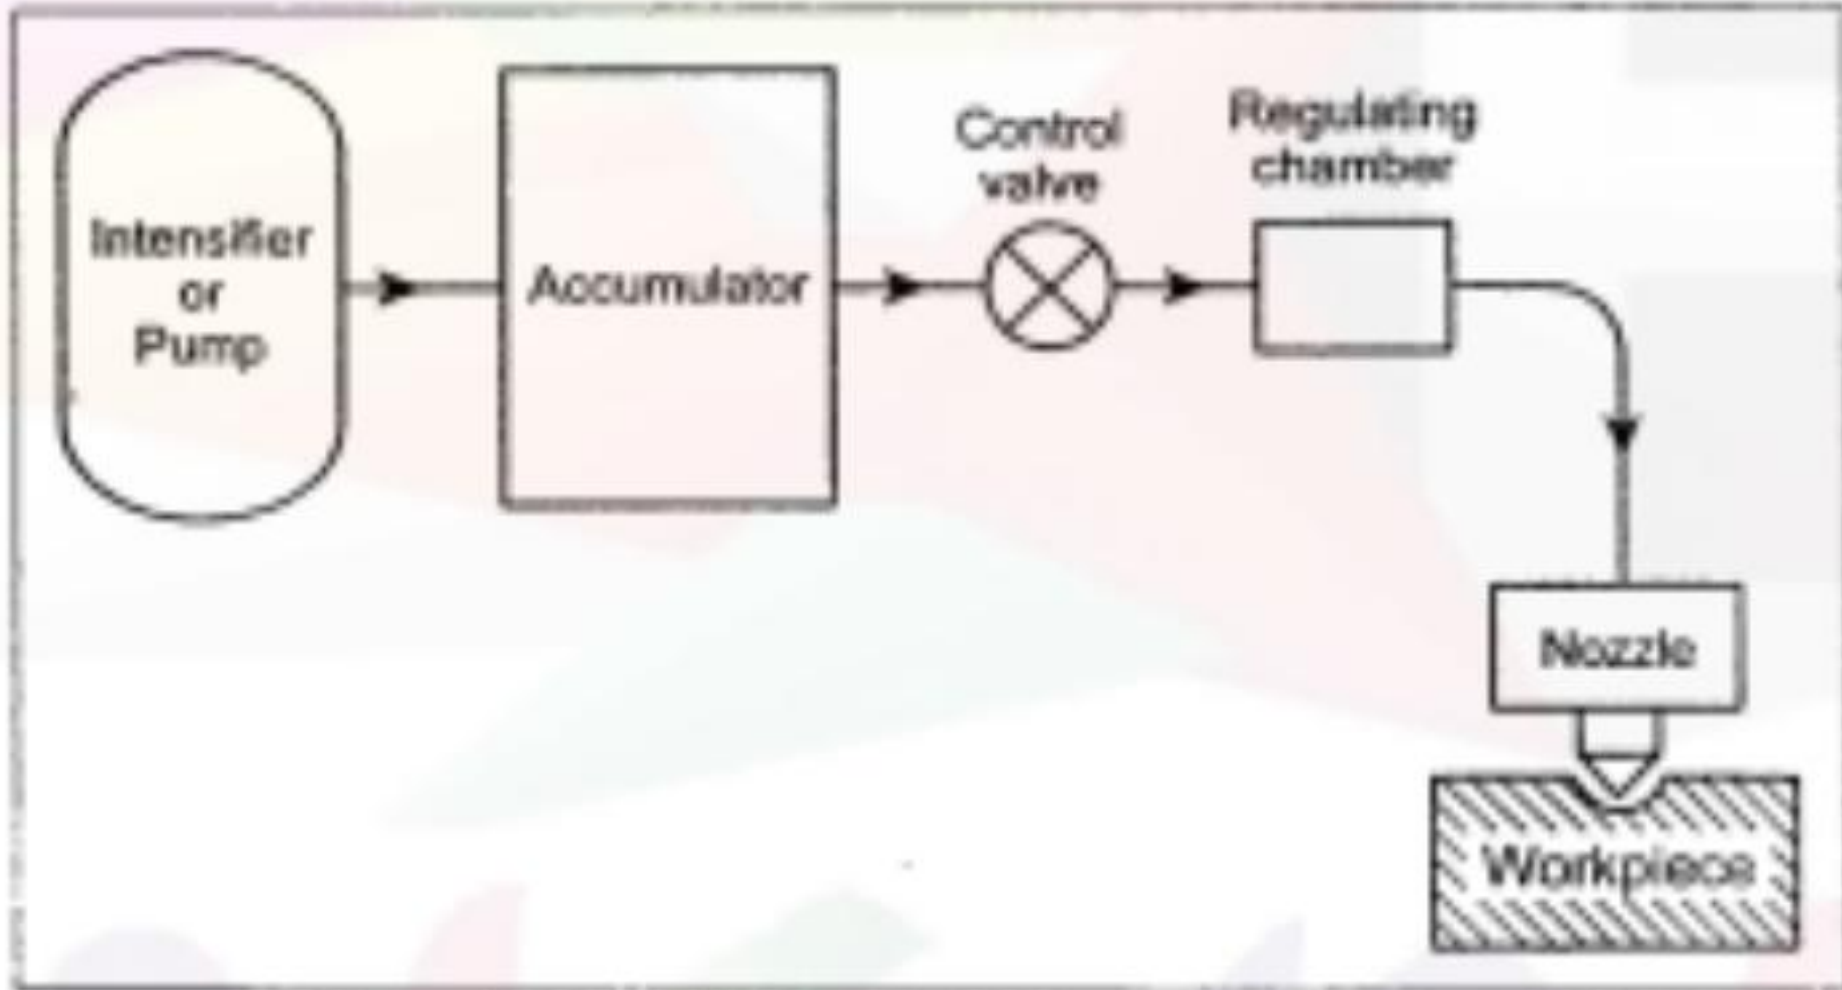 Intensifier
or
Pump
Accumulator
Control
valve
Regulating
chamber
Nozzle
Workpiece